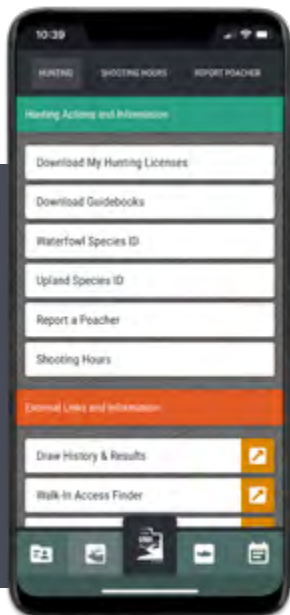 10:39
HUNTING SHOOTING HOURS REPORT POACHER
Hunting Actions and Information
Download My Hunting Licenses
Download Guidebooks
Waterfowl Species ID
Upland Species ID
Report a Poacher
Shooting Hours
External Links and Information
Draw History & Results
Walk-In Access Finder